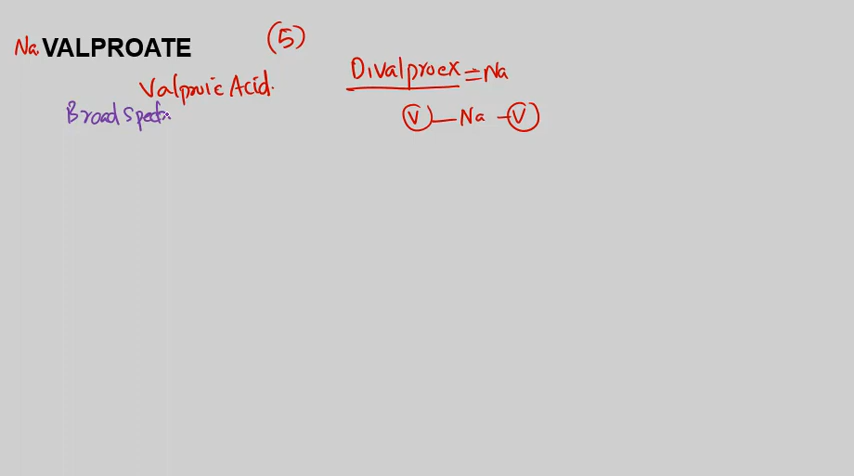 Na VALPROATE (5)
Valproic Acid.
Divalproex = Na
V — Na — V
Broad Spect